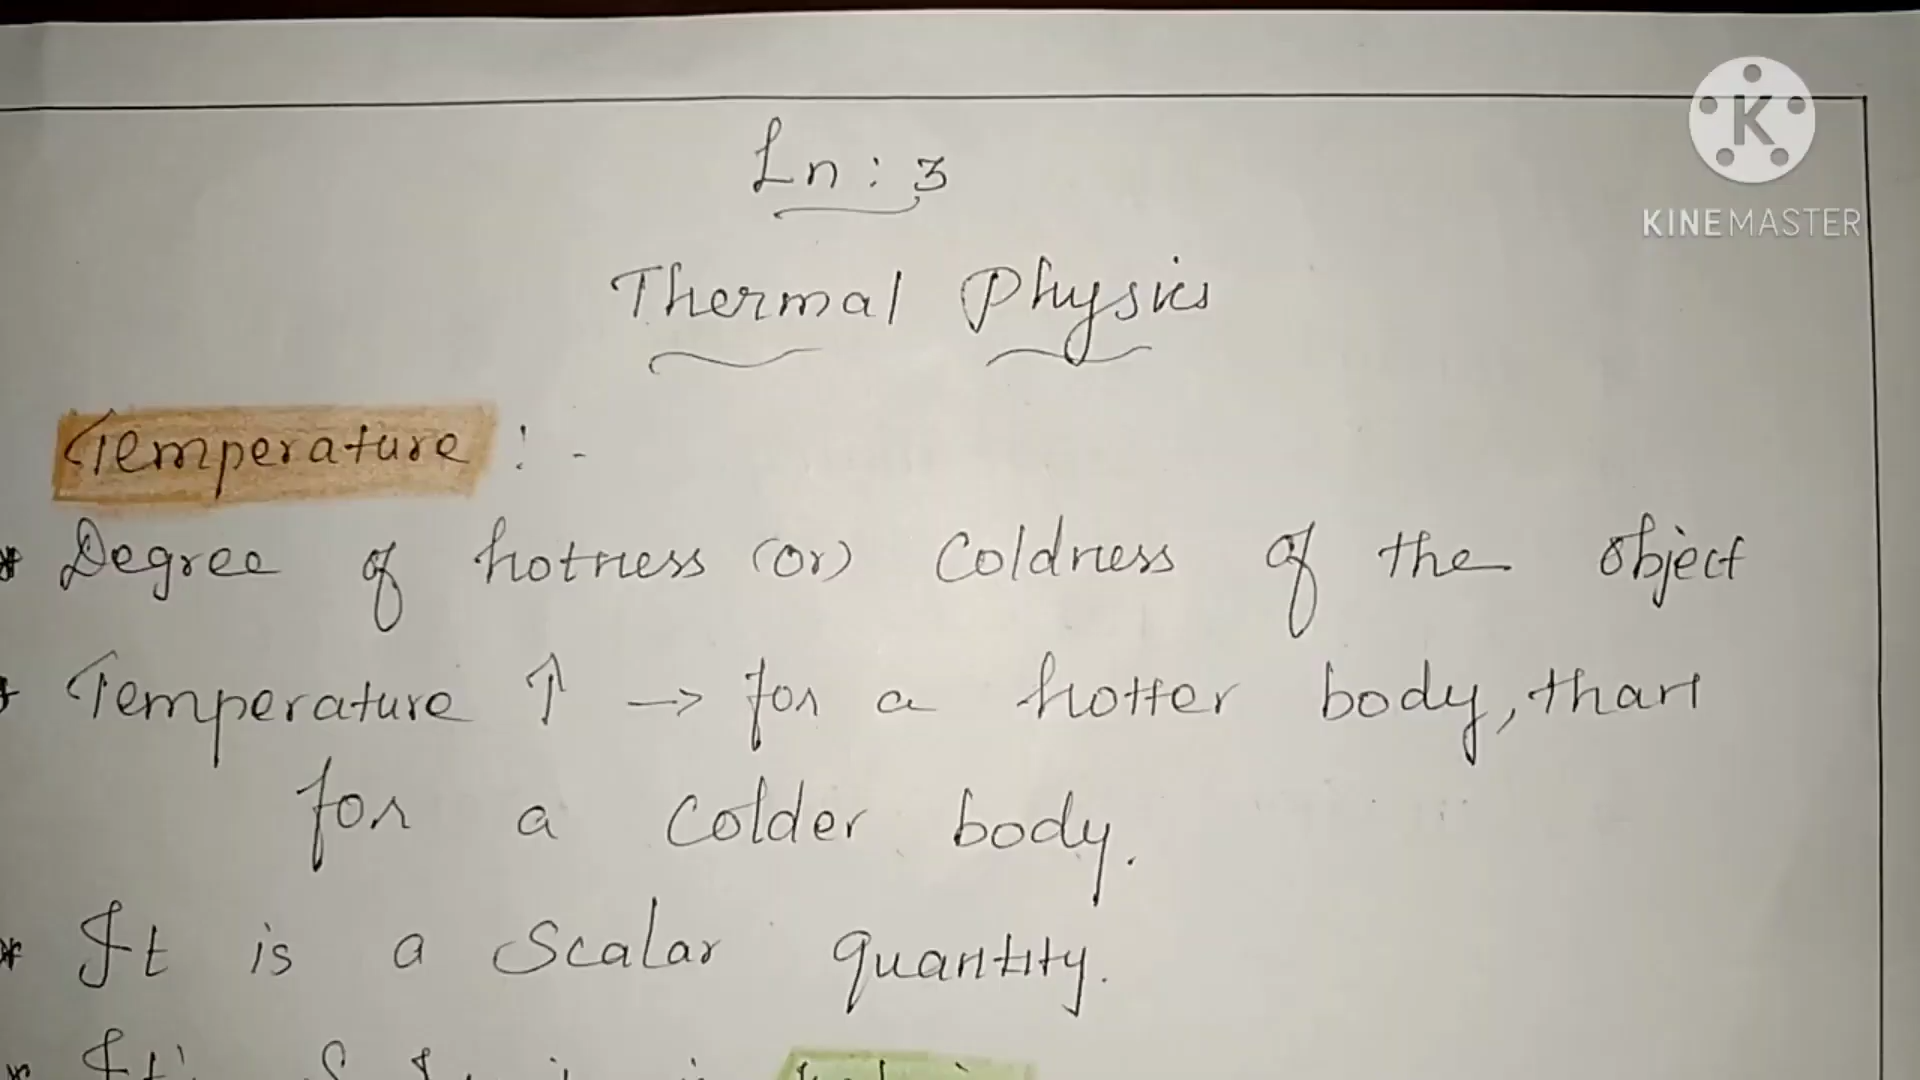 Ln : 3
K
KINEMASTER
Thermal Physics
Temperature : -
* Degree of hotness (or) Coldness of the object
* Temperature ↑ → for a hotter body, than
for a colder body.
* It is a Scalar quantity.
* It's